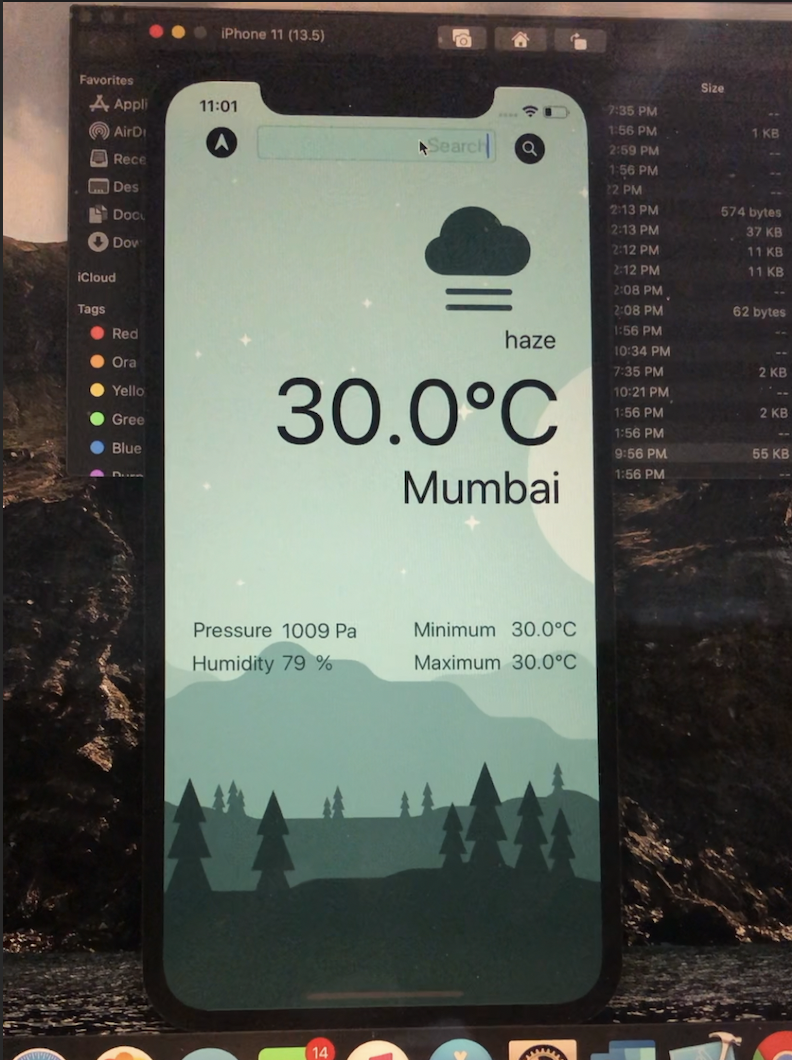 iPhone 11 (13.5)
Favorites
Appli
AirDr
Rece
Des
Docu
Dow
iCloud
Tags
Red
Ora
Yello
Gree
Blue
11:01
Search
haze
30.0°C
Mumbai
Pressure 1009 Pa Minimum 30.0°C
Humidity 79 % Maximum 30.0°C
Size
7:35 PM --
1:56 PM 1 KB
2:59 PM --
1:56 PM --
2 PM --
2:13 PM 574 bytes
2:13 PM 37 KB
2:12 PM 11 KB
2:12 PM 11 KB
2:08 PM --
2:08 PM 62 bytes
1:56 PM --
10:34 PM --
7:35 PM 2 KB
10:21 PM --
1:56 PM 2 KB
1:56 PM --
9:56 PM 55 KB
1:56 PM --
14